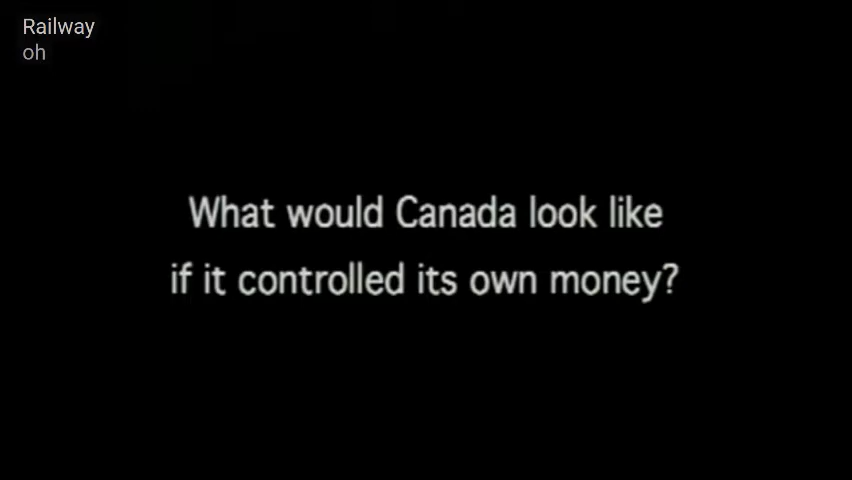 Railway
oh
What would Canada look like
if it controlled its own money?